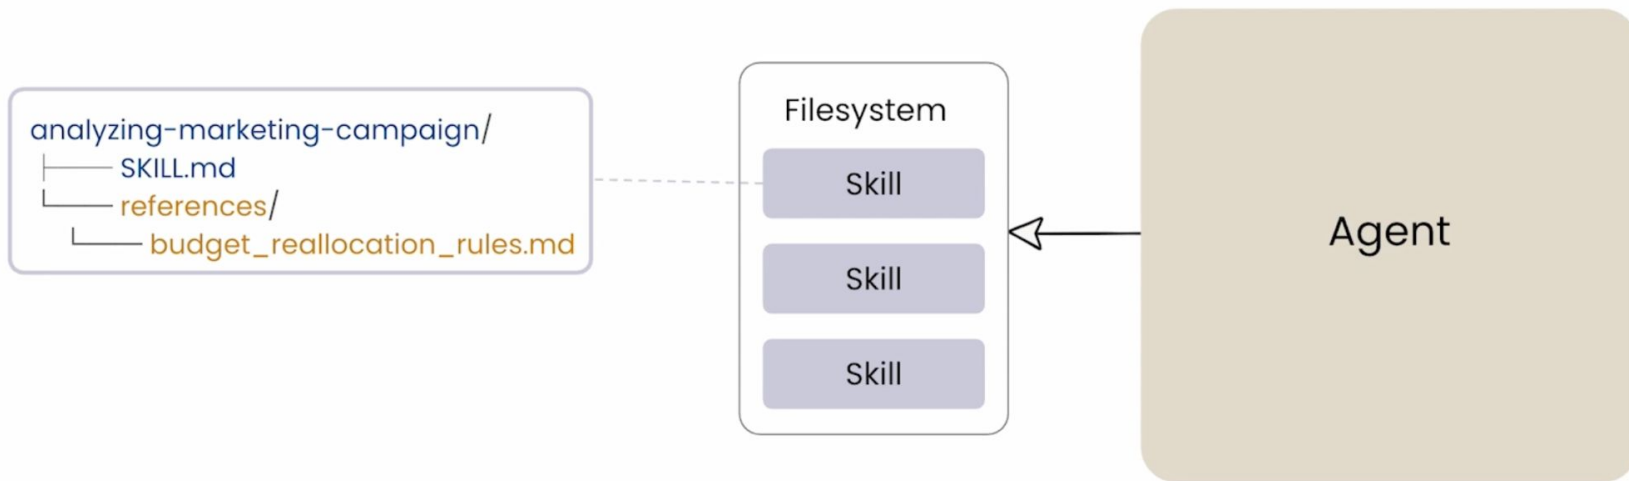 analyzing-marketing-campaign/
SKILL.md
references/
budget_reallocation_rules.md
Filesystem
Skill
Skill
Skill
Agent